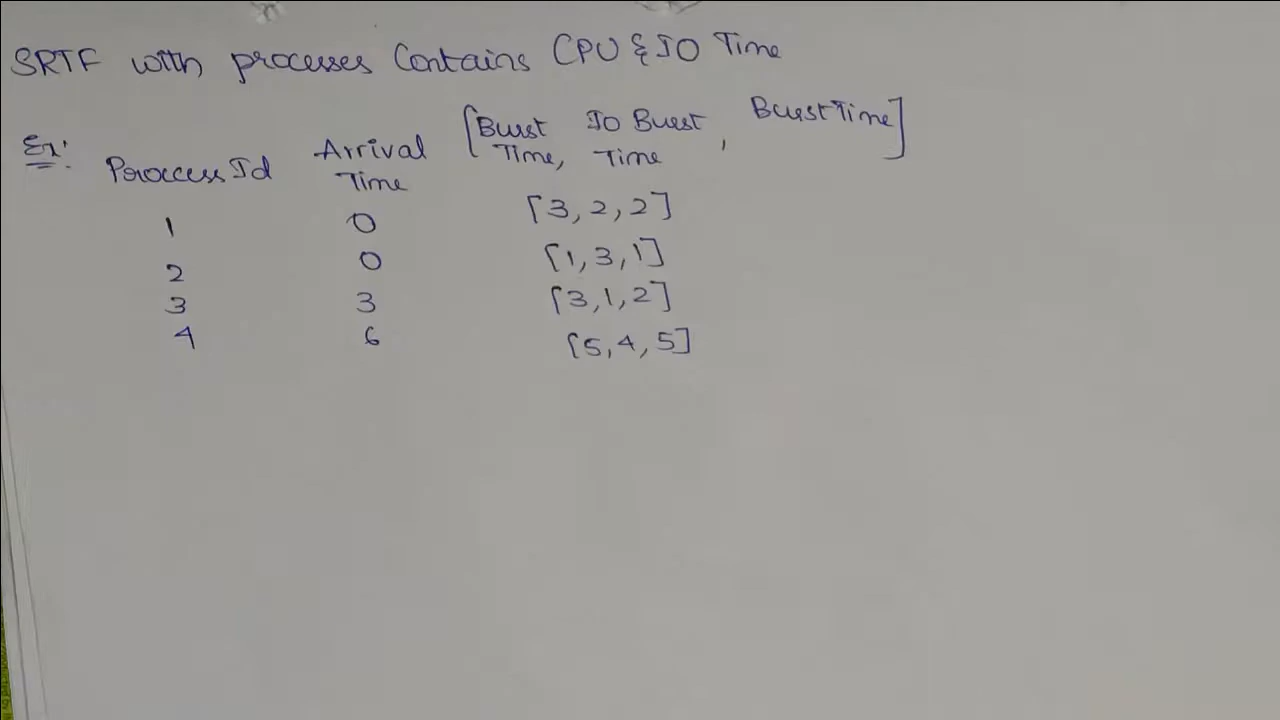 SRTF with processes Contains CPU & IO Time
Ex:
Proccess Id Arrival Time [Burst Time, IO Burst Time, Burst Time]
1 0 [3, 2, 2]
2 0 [1, 3, 1]
3 3 [3, 1, 2]
4 6 [5, 4, 5]